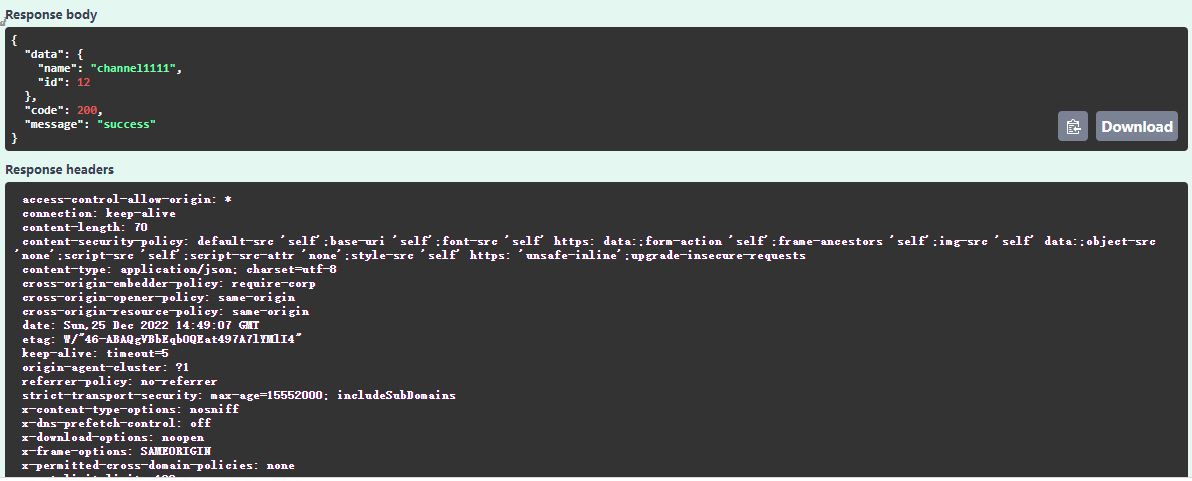 Response body
{
"data": {
"name": "channel1111",
"id": 12
},
"code": 200,
"message": "success"
}
Download
Response headers
access-control-allow-origin: *
connection: keep-alive
content-length: 70
content-security-policy: default-src 'self';base-uri 'self';font-src 'self' https: data:;form-action 'self';frame-ancestors 'self';img-src 'self' data:;object-src
'none';script-src 'self';script-src-attr 'none';style-src 'self' https: 'unsafe-inline';upgrade-insecure-requests
content-type: application/json; charset=utf-8
cross-origin-embedder-policy: require-corp
cross-origin-opener-policy: same-origin
cross-origin-resource-policy: same-origin
date: Sun,25 Dec 2022 14:49:07 GMT
etag: W/"46-ABAQgVBbEqbOQEat497A7lYMlI4"
keep-alive: timeout=5
origin-agent-cluster: ?1
referrer-policy: no-referrer
strict-transport-security: max-age=15552000; includeSubDomains
x-content-type-options: nosniff
x-dns-prefetch-control: off
x-download-options: noopen
x-frame-options: SAMEORIGIN
x-permitted-cross-domain-policies: none